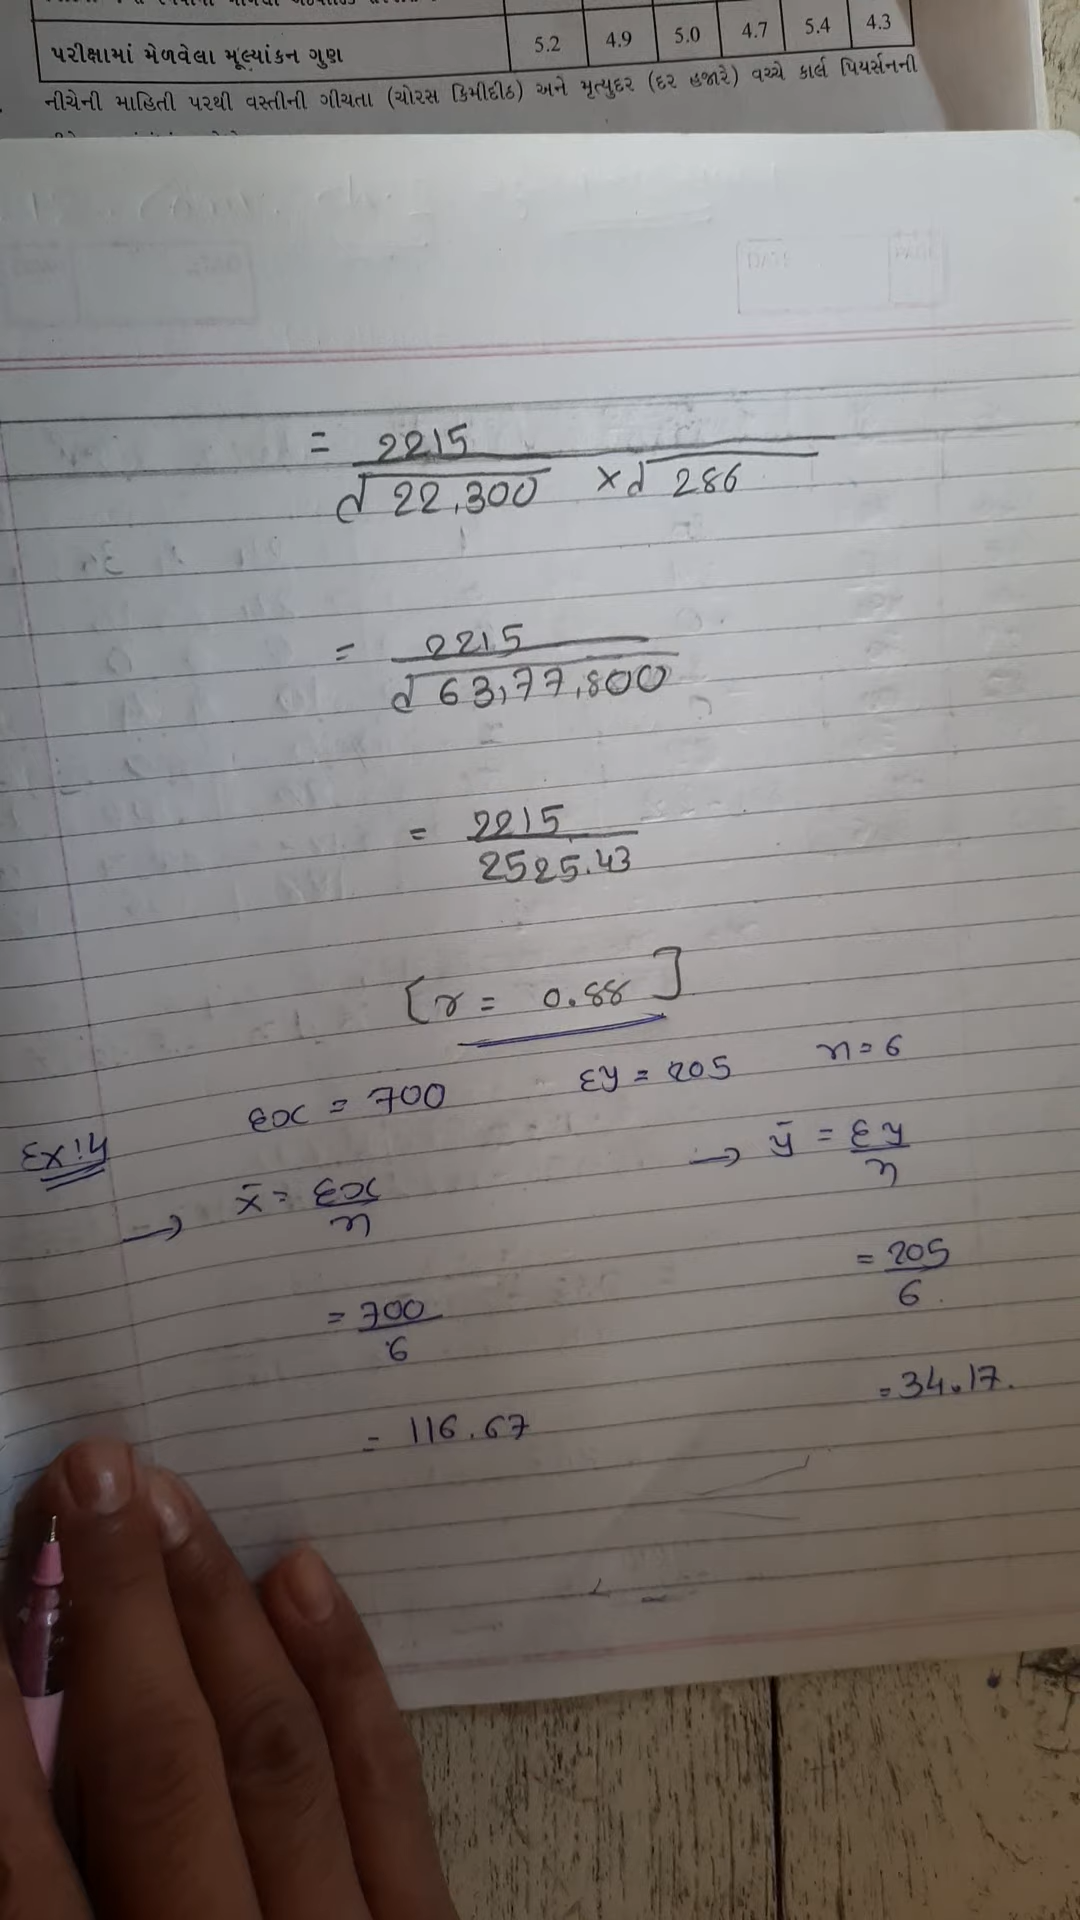 પરીક્ષામાં મેળવેલા મૂલ્યાંકન ગુણ 5.2 4.9 5.0 4.7 5.4 4.3
નીચેની માહિતી પરથી વસ્તીની ગીચતા (ચોરસ કિમીદીઠ) અને મૃત્યુદર (દર હજારે) વચ્ચે કાર્લ પિયર્સનની
DATE PAGE
= 2215
√22,300 × √286
= 2215
√63,77,800
= 2215
2525.43
[r = 0.88]
Σx = 700 Σy = 205 n = 6
Ex:4
→ x̄ = Σx → ȳ = Σy
n n
= 700 = 205
6 6
= 116.67 = 34.17